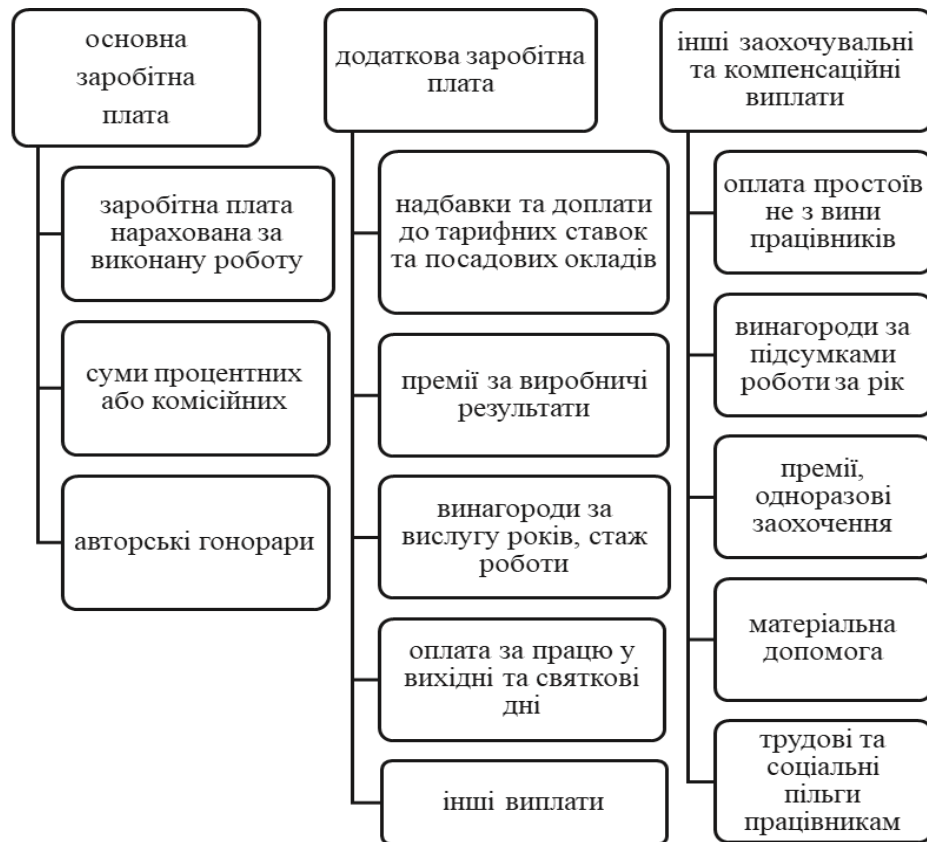 основна
заробітна
плата
заробітна плата
нарахована за
виконану роботу
суми процентних
або комісійних
авторські гонорари
додаткова заробітна
плата
надбавки та доплати
до тарифних ставок
та посадових окладів
премії за виробничі
результати
винагороди за
вислугу років, стаж
роботи
оплата за працю у
вихідні та святкові
дні
інші виплати
інші заохочувальні
та компенсаційні
виплати
оплата простоїв
не з вини
працівників
винагороди за
підсумками
роботи за рік
премії,
одноразові
заохочення
матеріальна
допомога
трудові та
соціальні
пільги
працівникам